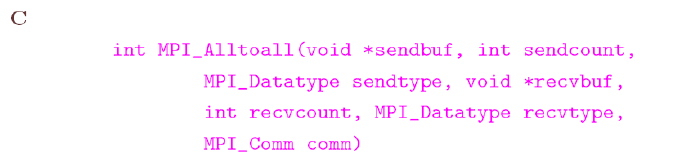 C
int MPI_Alltoall(void *sendbuf, int sendcount,
MPI_Datatype sendtype, void *recvbuf,
int recvcount, MPI_Datatype recvtype,
MPI_Comm comm)